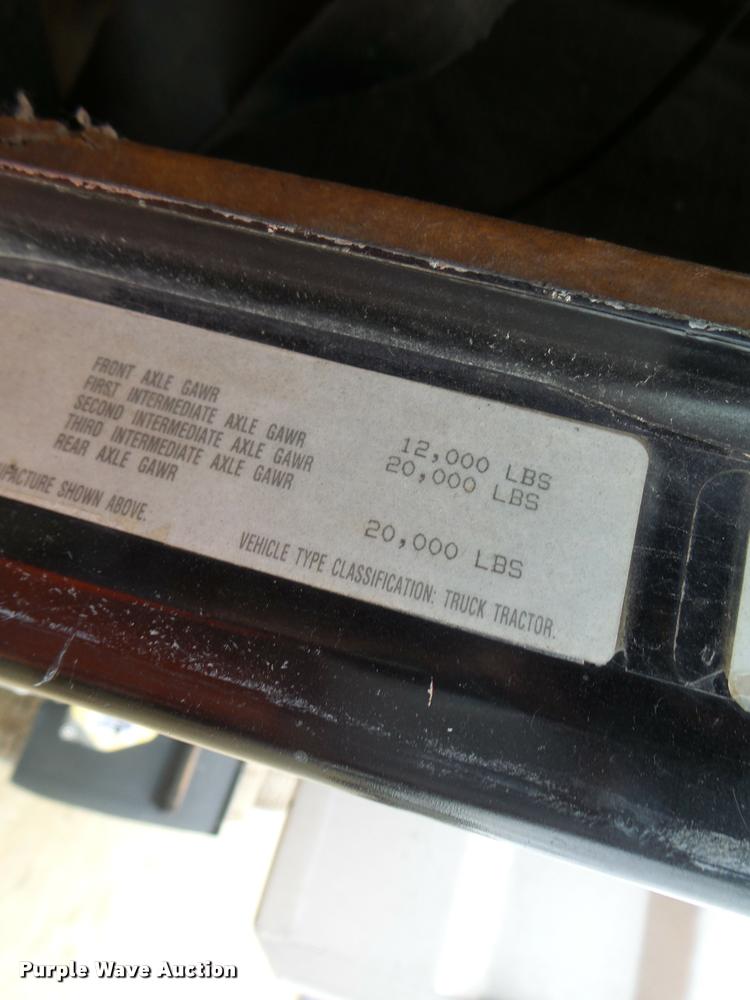 FRONT AXLE GAWR 12,000 LBS
FIRST INTERMEDIATE AXLE GAWR 20,000 LBS
SECOND INTERMEDIATE AXLE GAWR
THIRD INTERMEDIATE AXLE GAWR
REAR AXLE GAWR 20,000 LBS
SHOWN ABOVE.
VEHICLE TYPE CLASSIFICATION: TRUCK TRACTOR.
Purple Wave Auction